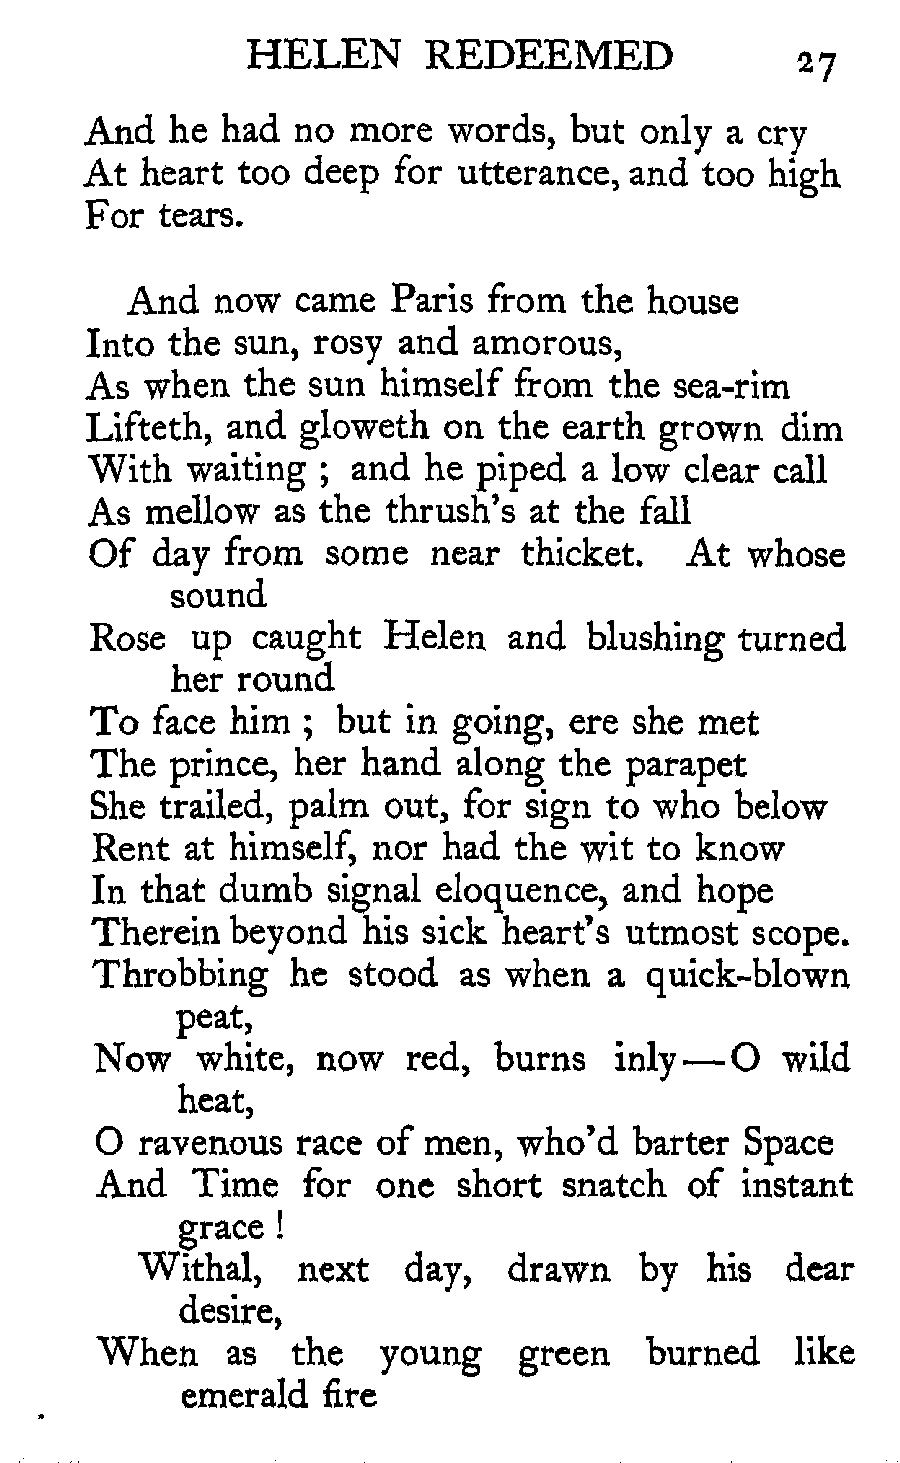 HELEN REDEEMED 27
And he had no more words, but only a cry
At heart too deep for utterance, and too high
For tears.
And now came Paris from the house
Into the sun, rosy and amorous,
As when the sun himself from the sea-rim
Lifteth, and gloweth on the earth grown dim
With waiting ; and he piped a low clear call
As mellow as the thrush's at the fall
Of day from some near thicket. At whose
sound
Rose up caught Helen and blushing turned
her round
To face him ; but in going, ere she met
The prince, her hand along the parapet
She trailed, palm out, for sign to who below
Rent at himself, nor had the wit to know
In that dumb signal eloquence, and hope
Therein beyond his sick heart's utmost scope.
Throbbing he stood as when a quick-blown
peat,
Now white, now red, burns inly—O wild
heat,
O ravenous race of men, who'd barter Space
And Time for one short snatch of instant
grace !
Withal, next day, drawn by his dear
desire,
When as the young green burned like
emerald fire